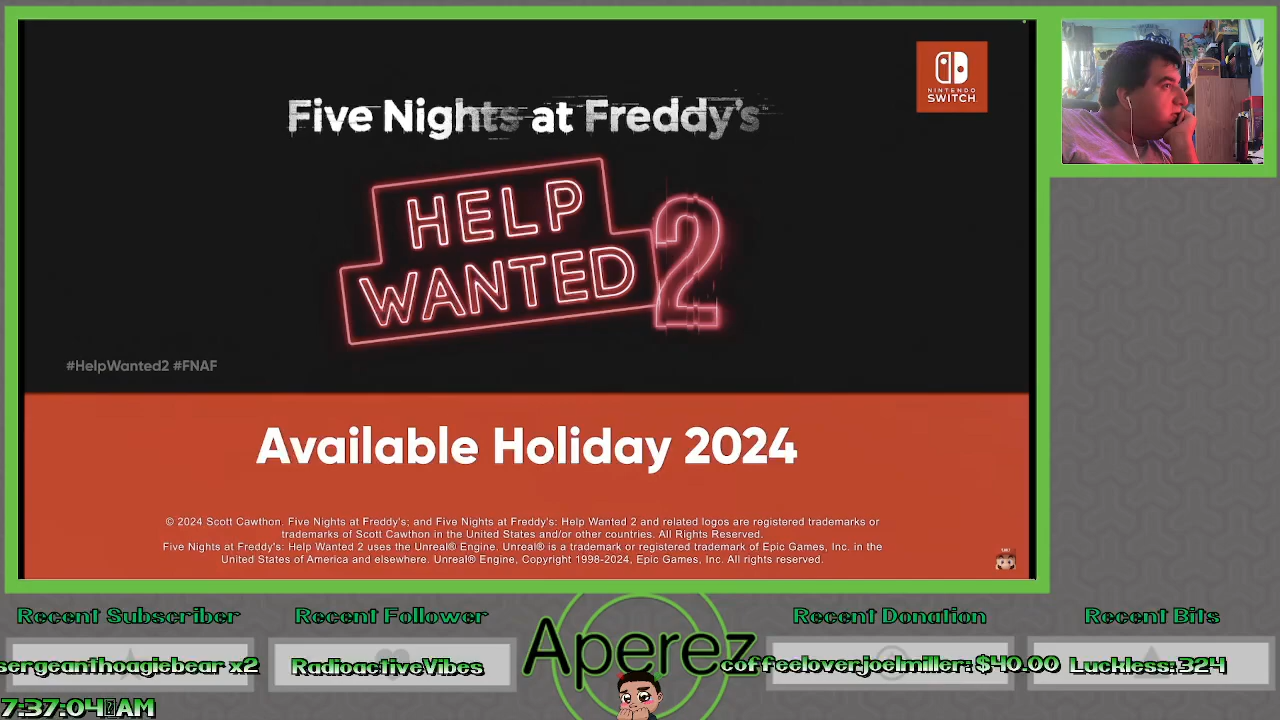 Five Nights at Freddy's
HELP
WANTED 2
NINTENDO
SWITCH
#HelpWanted2 #FNAF
Available Holiday 2024
© 2024 Scott Cawthon. Five Nights at Freddy's; and Five Nights at Freddy's: Help Wanted 2 and related logos are registered trademarks or
trademarks of Scott Cawthon in the United States and/or other countries. All Rights Reserved.
Five Nights at Freddy's: Help Wanted 2 uses the Unreal® Engine. Unreal® is a trademark or registered trademark of Epic Games, Inc. in the
United States of America and elsewhere. Unreal® Engine, Copyright 1998-2024, Epic Games, Inc. All rights reserved.
Recent Subscriber
sergeanthoagiebear x2
Recent Follower
RadioactiveVibes
Aperez
Recent Donation
coffeeloverjoelmiller: $40.00
Recent Bits
Luckless: 324
7:37:04 AM